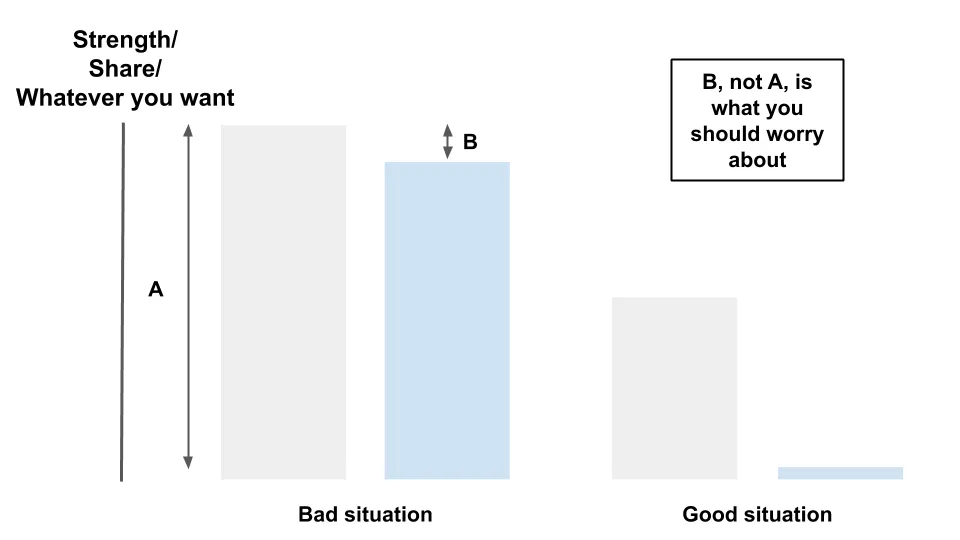 Strength/
Share/
Whatever you want
B, not A, is
what you
should worry
about
B
A
Bad situation
Good situation